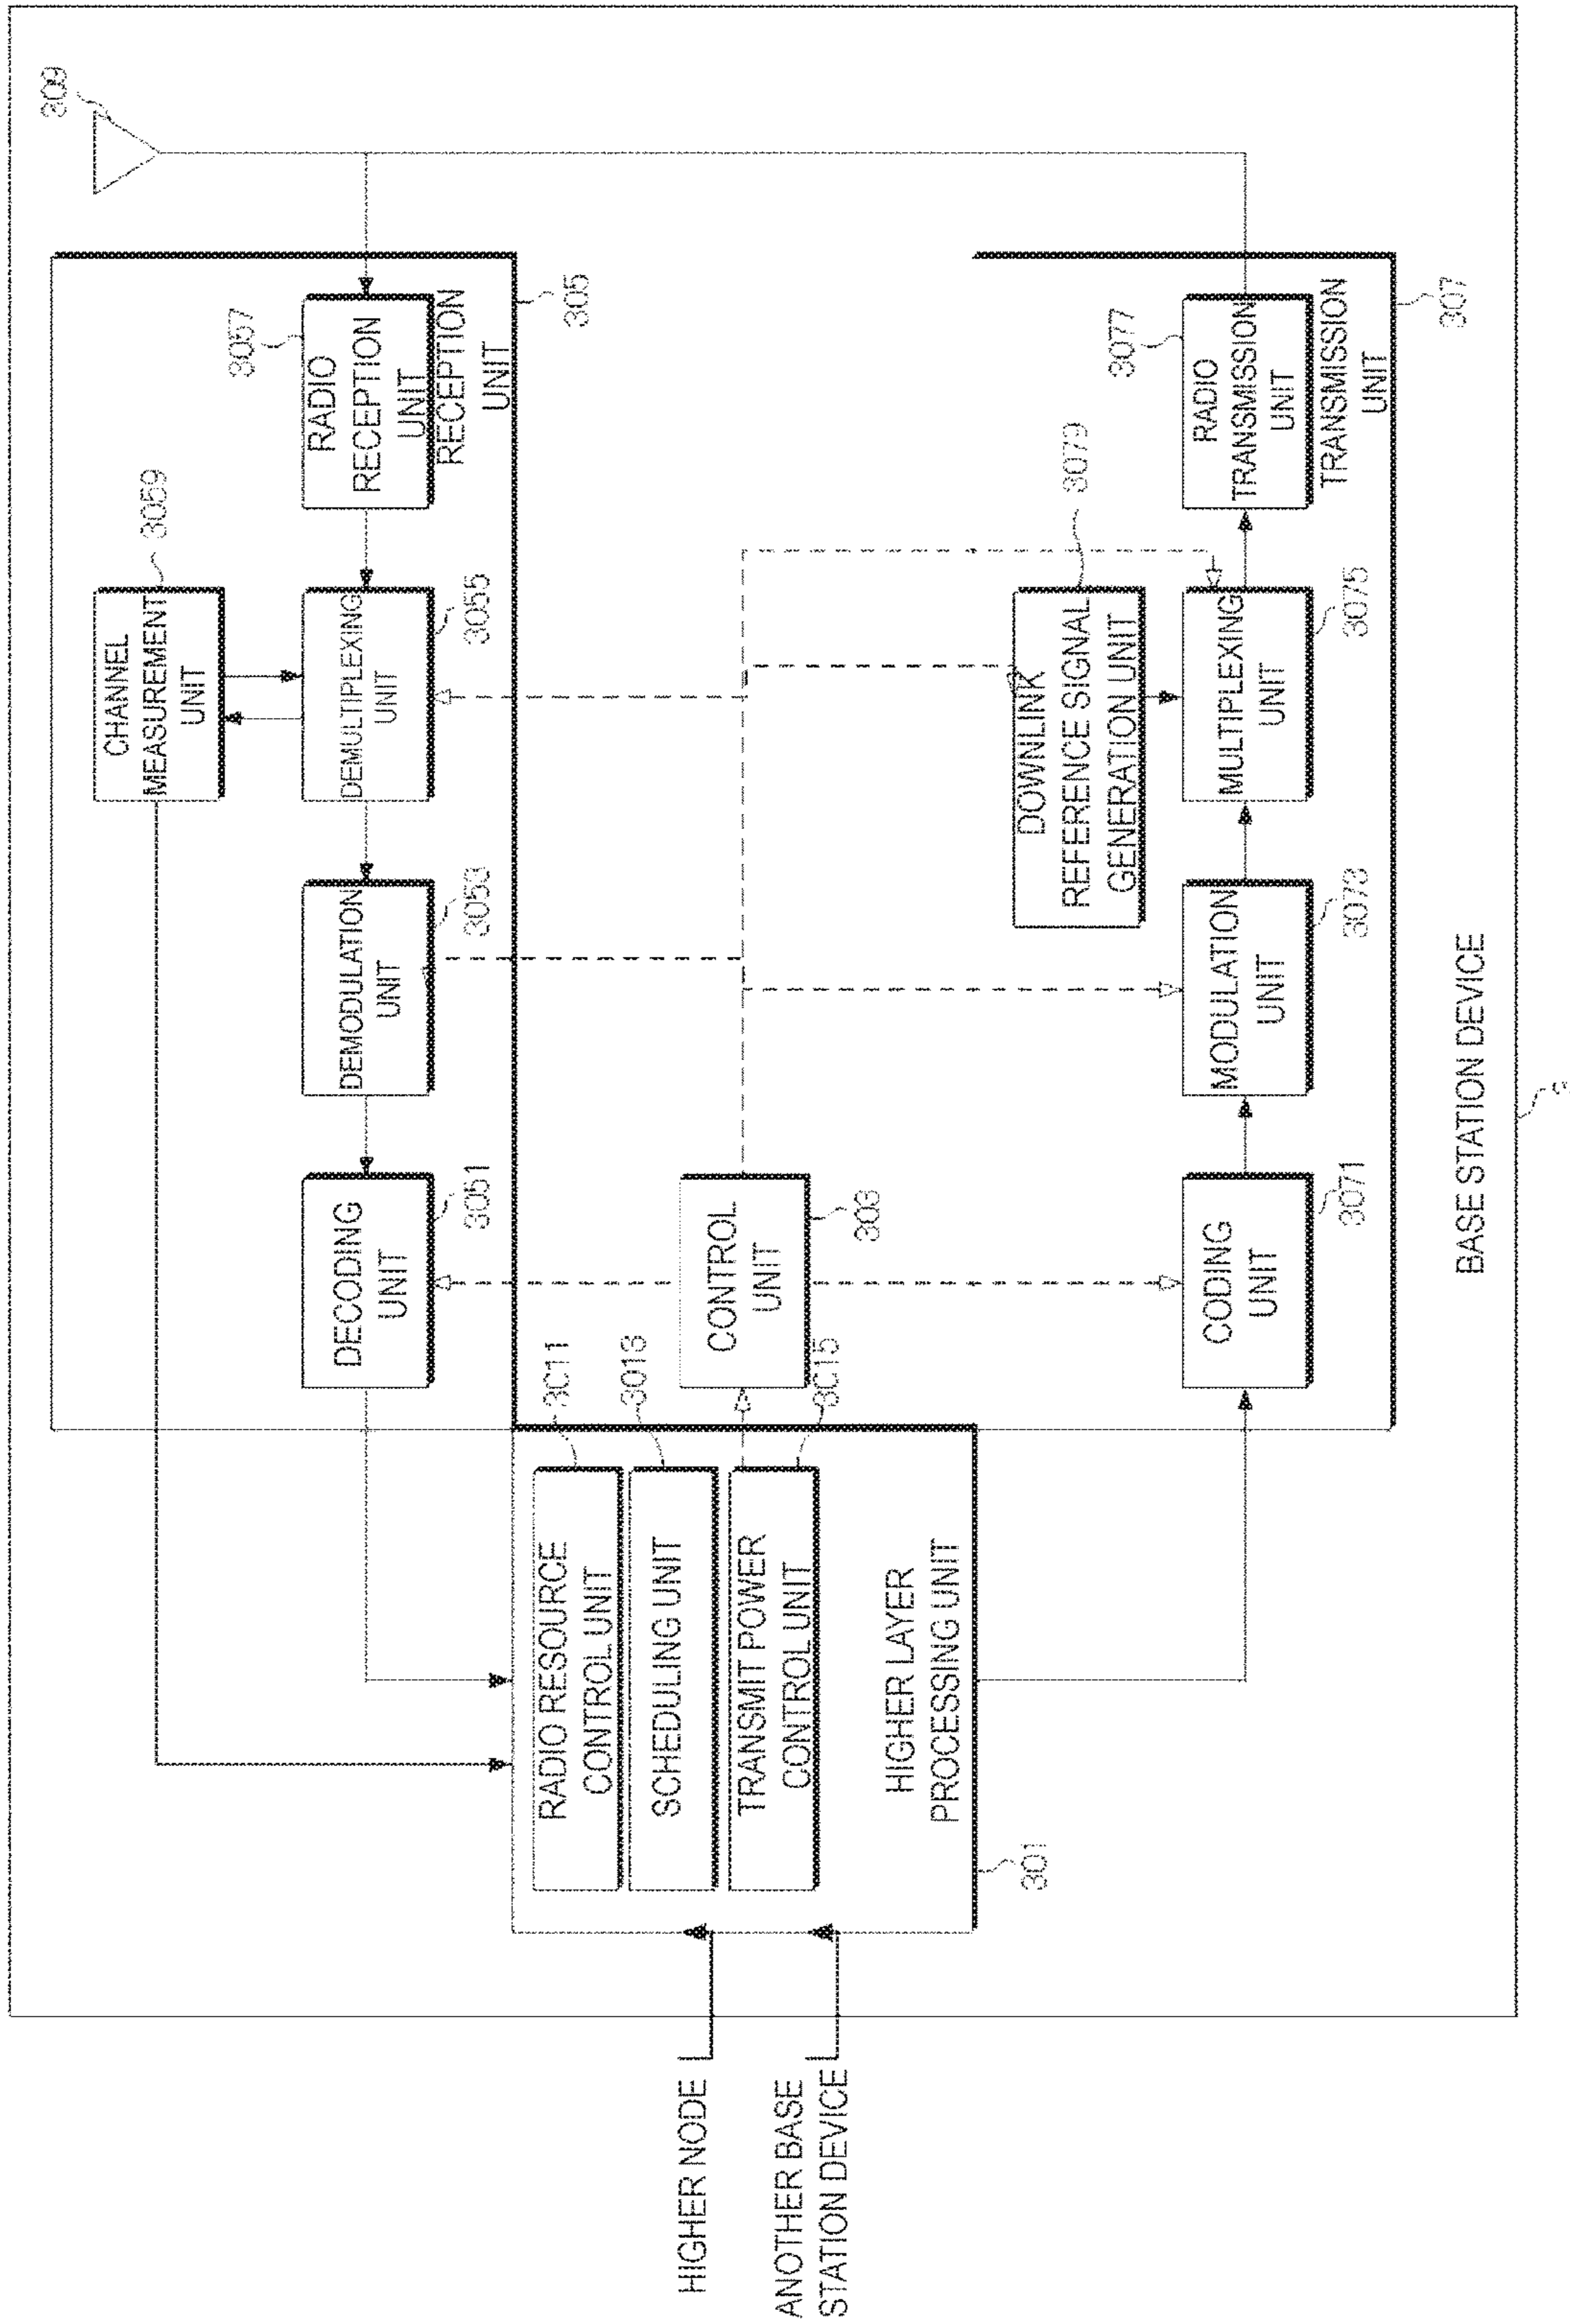 309
3057
RADIO
RECEPTION
UNIT
RECEPTION
UNIT
305
3059
CHANNEL
MEASUREMENT
UNIT
DEMULTIPLEXING
UNIT
3055
DEMODULATION
UNIT
3053
DECODING
UNIT
3051
CONTROL
UNIT
303
RADIO RESOURCE
CONTROL UNIT
3011
SCHEDULING UNIT
3013
TRANSMIT POWER
CONTROL UNIT
3015
HIGHER LAYER
PROCESSING UNIT
301
HIGHER NODE
ANOTHER BASE
STATION DEVICE
CODING
UNIT
3071
MODULATION
UNIT
3073
DOWNLINK
REFERENCE SIGNAL
GENERATION UNIT
3079
MULTIPLEXING
UNIT
3075
3077
RADIO
TRANSMISSION
UNIT
TRANSMISSION
UNIT
307
BASE STATION DEVICE